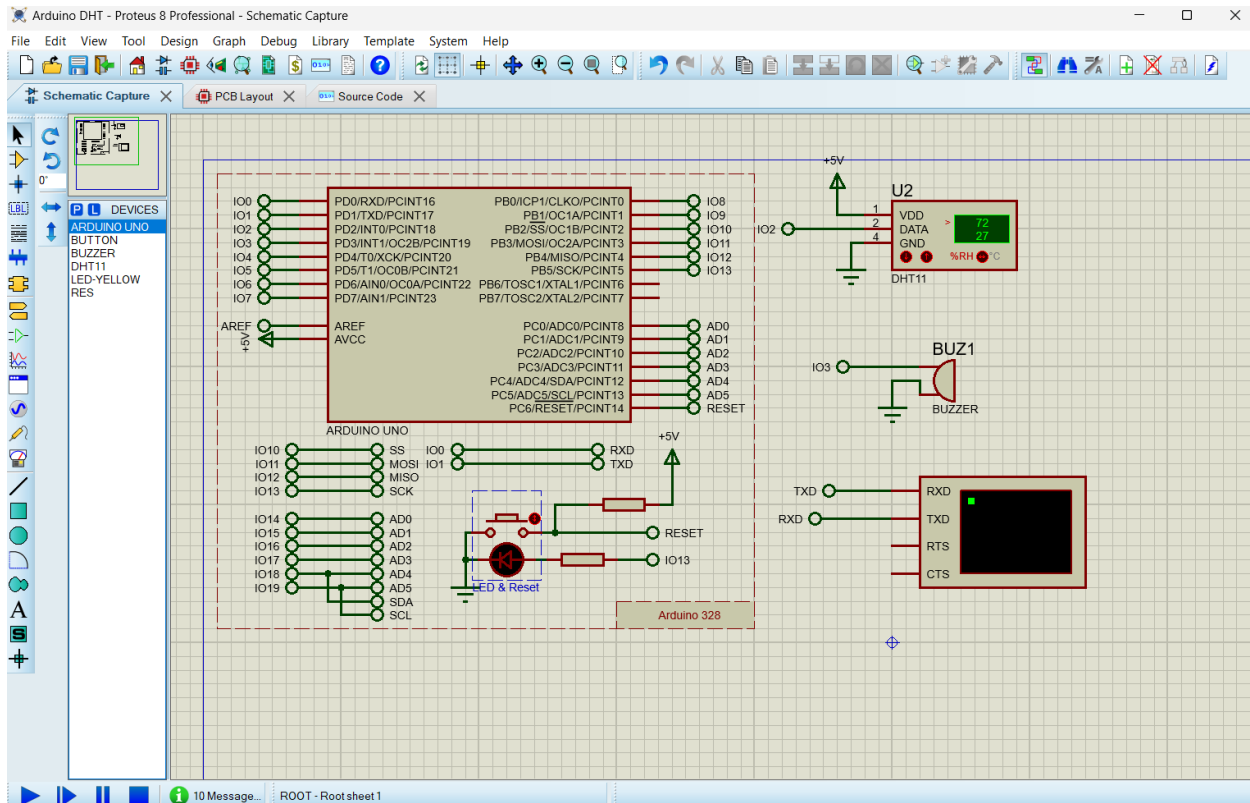 Arduino DHT - Proteus 8 Professional - Schematic Capture
File Edit View Tool Design Graph Debug Library Template System Help
Schematic Capture
PCB Layout
Source Code
0°
P L DEVICES
ARDUINO UNO
BUTTON
BUZZER
DHT11
LED-YELLOW
RES
IO0 PD0/RXD/PCINT16 PB0/ICP1/CLKO/PCINT0 IO8
IO1 PD1/TXD/PCINT17 PB1/OC1A/PCINT1 IO9
IO2 PD2/INT0/PCINT18 PB2/SS/OC1B/PCINT2 IO10
IO3 PD3/INT1/OC2B/PCINT19 PB3/MOSI/OC2A/PCINT3 IO11
IO4 PD4/T0/XCK/PCINT20 PB4/MISO/PCINT4 IO12
IO5 PD5/T1/OC0B/PCINT21 PB5/SCK/PCINT5 IO13
IO6 PD6/AIN0/OC0A/PCINT22 PB6/TOSC1/XTAL1/PCINT6
IO7 PD7/AIN1/PCINT23 PB7/TOSC2/XTAL2/PCINT7
AREF AREF PC0/ADC0/PCINT8 AD0
+5V AVCC PC1/ADC1/PCINT9 AD1
PC2/ADC2/PCINT10 AD2
PC3/ADC3/PCINT11 AD3
PC4/ADC4/SDA/PCINT12 AD4
PC5/ADC5/SCL/PCINT13 AD5
PC6/RESET/PCINT14 RESET
ARDUINO UNO
IO10 SS IO0 RXD
IO11 MOSI IO1 TXD
IO12 MISO
IO13 SCK
+5V
IO14 AD0
IO15 AD1 RESET
IO16 AD2
IO17 AD3 IO13
IO18 AD4
IO19 AD5
SDA
SCL
LED & Reset
Arduino 328
+5V
U2
1 VDD
IO2 2 DATA
4 GND
> 72
27
%RH °C
DHT11
BUZ1
IO3
BUZZER
TXD RXD
RXD TXD
RTS
CTS
10 Message... ROOT - Root sheet 1